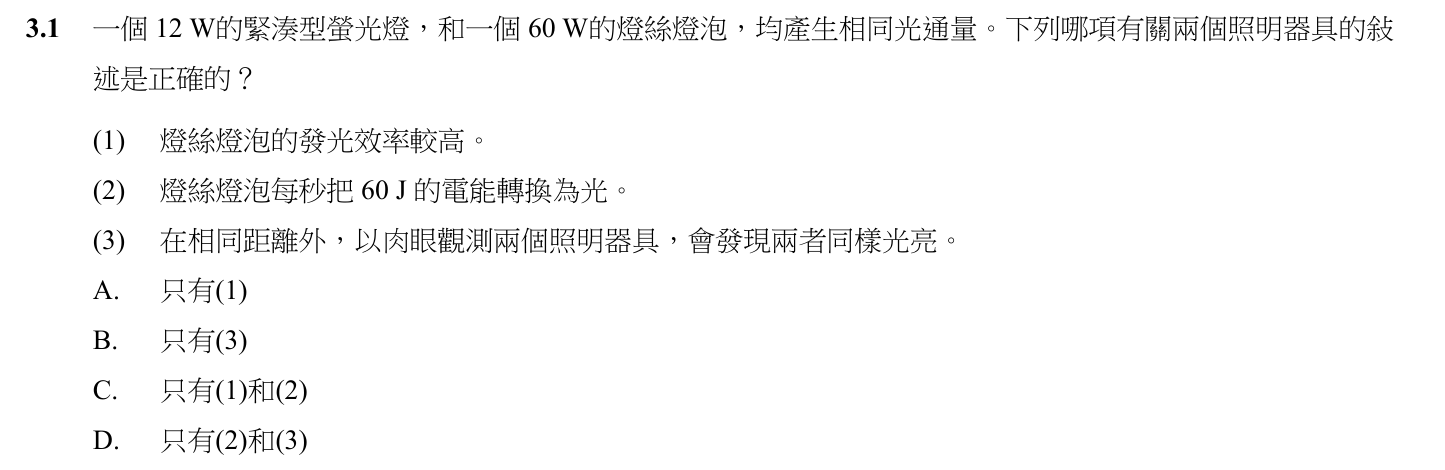 3.1 一個 12 W的緊湊型螢光燈，和一個 60 W的燈絲燈泡，均產生相同光通量。下列哪項有關兩個照明器具的敍
述是正確的？
(1) 燈絲燈泡的發光效率較高。
(2) 燈絲燈泡每秒把 60 J 的電能轉換為光。
(3) 在相同距離外，以肉眼觀測兩個照明器具，會發現兩者同樣光亮。
A. 只有(1)
B. 只有(3)
C. 只有(1)和(2)
D. 只有(2)和(3)